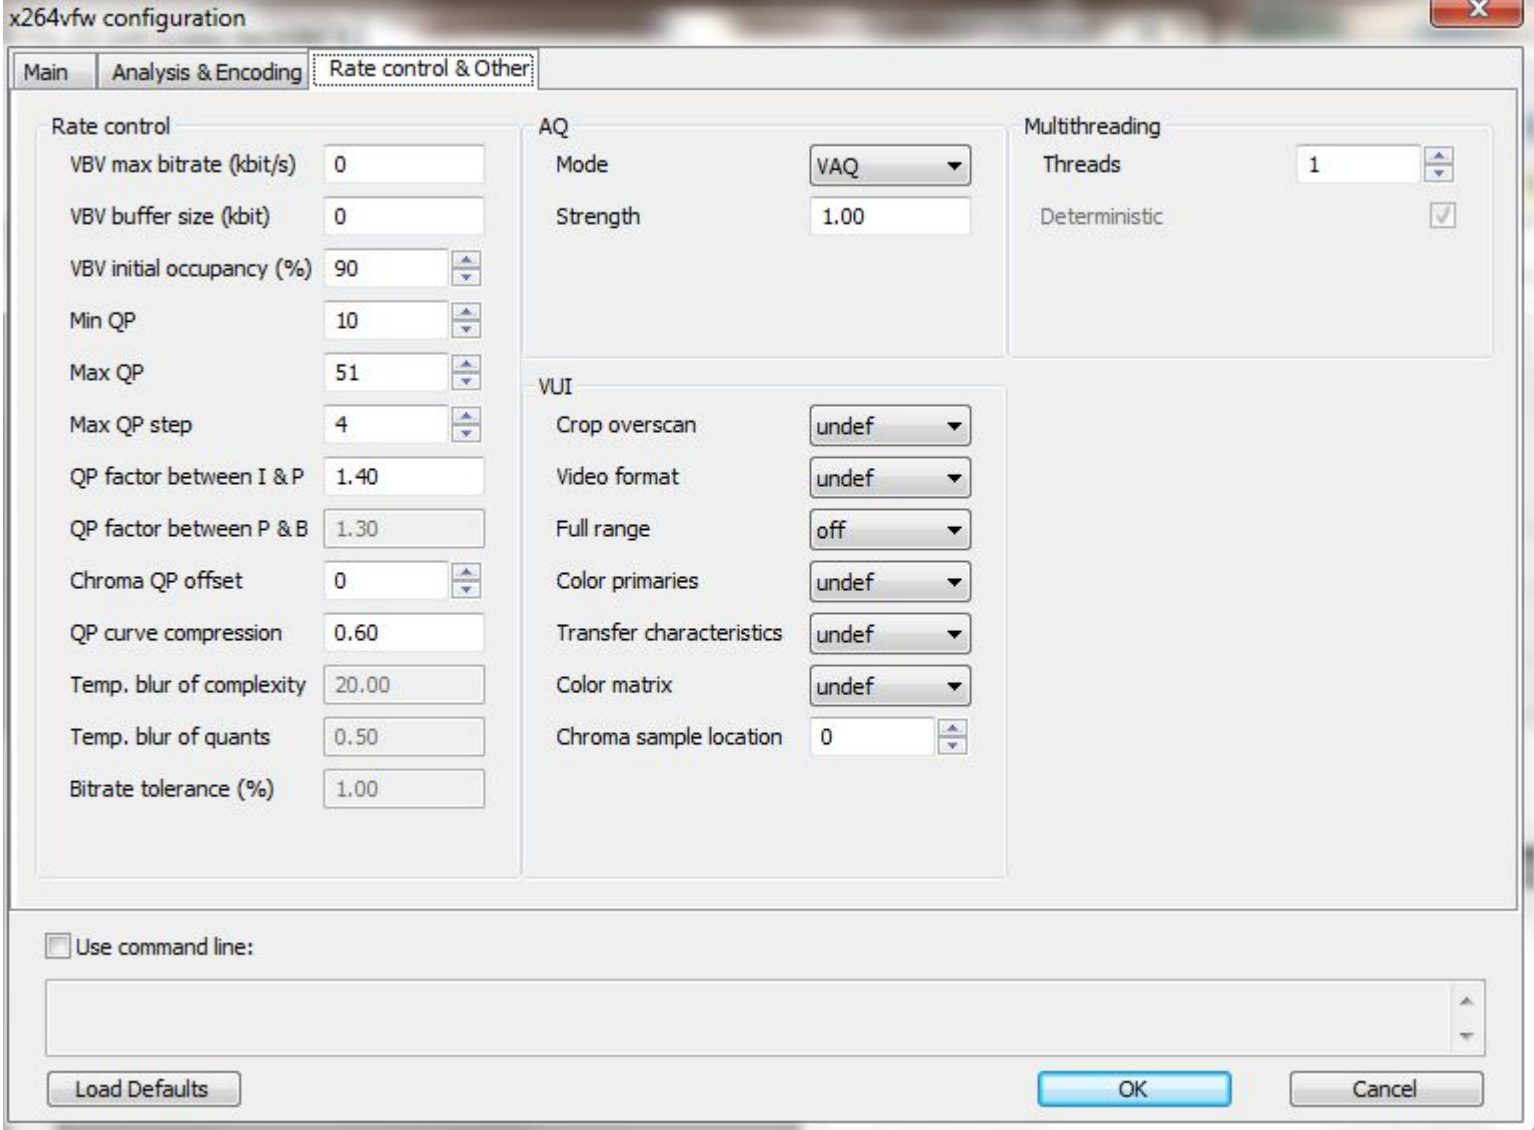 x264vfw configuration
Main
Analysis & Encoding
Rate control & Other
Rate control
VBV max bitrate (kbit/s) 0
VBV buffer size (kbit) 0
VBV initial occupancy (%) 90
Min QP 10
Max QP 51
Max QP step 4
QP factor between I & P 1.40
QP factor between P & B 1.30
Chroma QP offset 0
QP curve compression 0.60
Temp. blur of complexity 20.00
Temp. blur of quants 0.50
Bitrate tolerance (%) 1.00
AQ
Mode VAQ
Strength 1.00
VUI
Crop overscan undef
Video format undef
Full range off
Color primaries undef
Transfer characteristics undef
Color matrix undef
Chroma sample location 0
Multithreading
Threads 1
Deterministic
Use command line:
Load Defaults
OK
Cancel